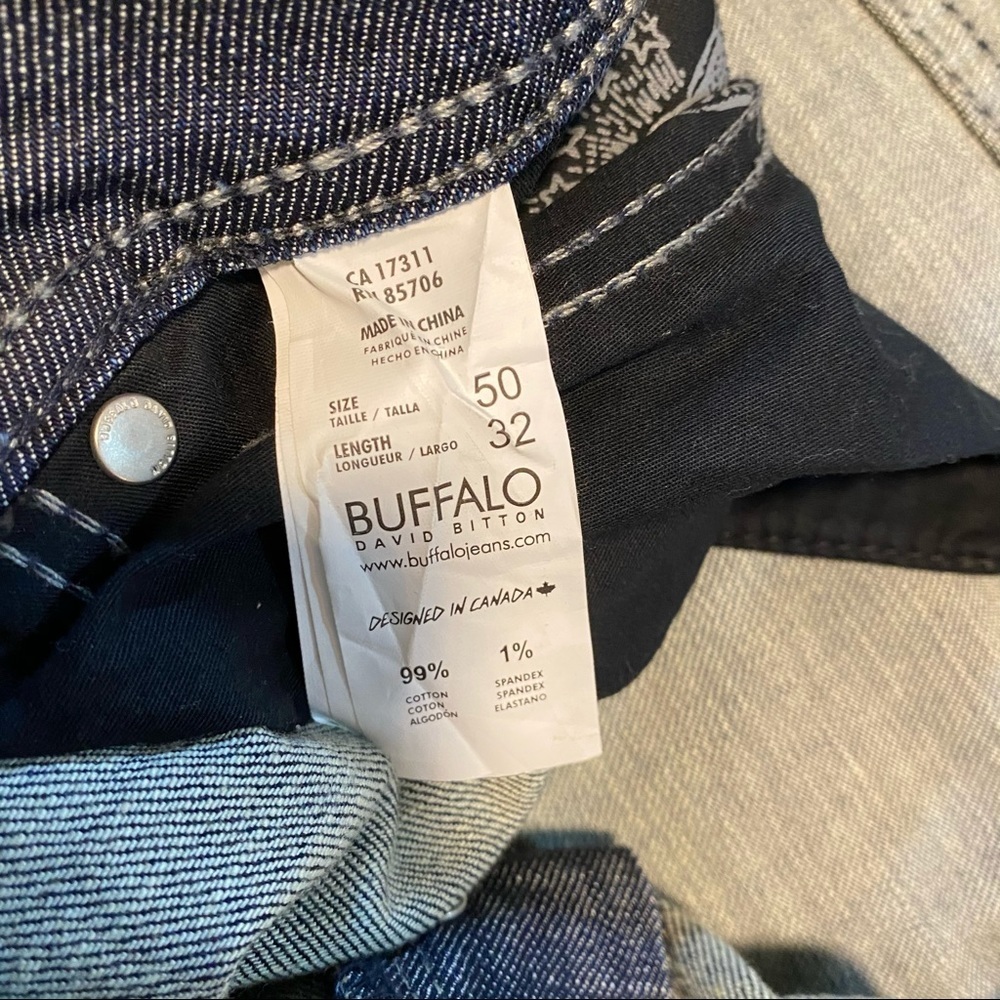 CA 17311
RN 85706
MADE IN CHINA
FABRIQUE EN CHINE
HECHO EN CHINA
SIZE 50
TAILLE / TALLA
LENGTH 32
LONGUEUR / LARGO
BUFFALO
DAVID BITTON
www.buffalojeans.com
DESIGNED IN CANADA
99% 1%
COTTON SPANDEX
COTON SPANDEX
ALGODÓN ELASTANO